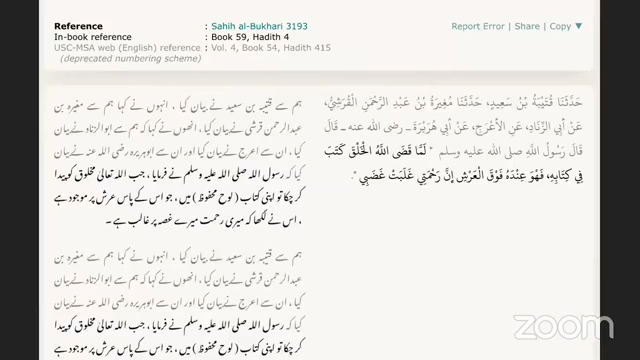 Reference : Sahih al-Bukhari 3193
In-book reference : Book 59, Hadith 4
USC-MSA web (English) reference : Vol. 4, Book 54, Hadith 415
(deprecated numbering scheme)
Report Error | Share | Copy ▼
حَدَّثَنَا قُتَيْبَةُ بْنُ سَعِيدٍ، حَدَّثَنَا مُغِيرَةُ بْنُ عَبْدِ الرَّحْمَنِ الْقُرَشِيُّ،
عَنْ أَبِي الزِّنَادِ، عَنِ الأَعْرَجِ، عَنْ أَبِي هُرَيْرَةَ ـ رضى الله عنه ـ قَالَ
قَالَ رَسُولُ اللَّهِ صلى الله عليه وسلم " لَمَّا قَضَى اللَّهُ الْخَلْقَ كَتَبَ
فِي كِتَابِهِ، فَهْوَ عِنْدَهُ فَوْقَ الْعَرْشِ إِنَّ رَحْمَتِي غَلَبَتْ غَضَبِي ".
ہم سے قتیبہ بن سعید نے بیان کیا ، انہوں نے کہا ہم سے مغیرہ بن
عبدالرحمن قرشی نے بیان کیا ، انھوں نے کہا کہ ہم سے ابوالزناد نے بیان
کیا ، ان سے اعرج نے بیان کیا اور ان سے ابوہریرہ رضی اللہ عنہ نے بیان
کیا کہ رسول اللہ صلی اللہ علیہ وسلم نے فرمایا ، جب اللہ تعالیٰ مخلوق کو پیدا
کر چکا تو اپنی کتاب ( لوح محفوظ ) میں ، جو اس کے پاس عرش پر موجود ہے
، اس نے لکھا کہ میری رحمت میرے غصہ پر غالب ہے ۔
ہم سے قتیبہ بن سعید نے بیان کیا ، انہوں نے کہا ہم سے مغیرہ بن
عبدالرحمن قرشی نے بیان کیا ، انھوں نے کہا کہ ہم سے ابوالزناد نے بیان
کیا ، ان سے اعرج نے بیان کیا اور ان سے ابوہریرہ رضی اللہ عنہ نے بیان
کیا کہ رسول اللہ صلی اللہ علیہ وسلم نے فرمایا ، جب اللہ تعالیٰ مخلوق کو پیدا
کر چکا تو اپنی کتاب ( لوح محفوظ ) میں ، جو اس کے پاس عرش پر موجود ہے
zoom